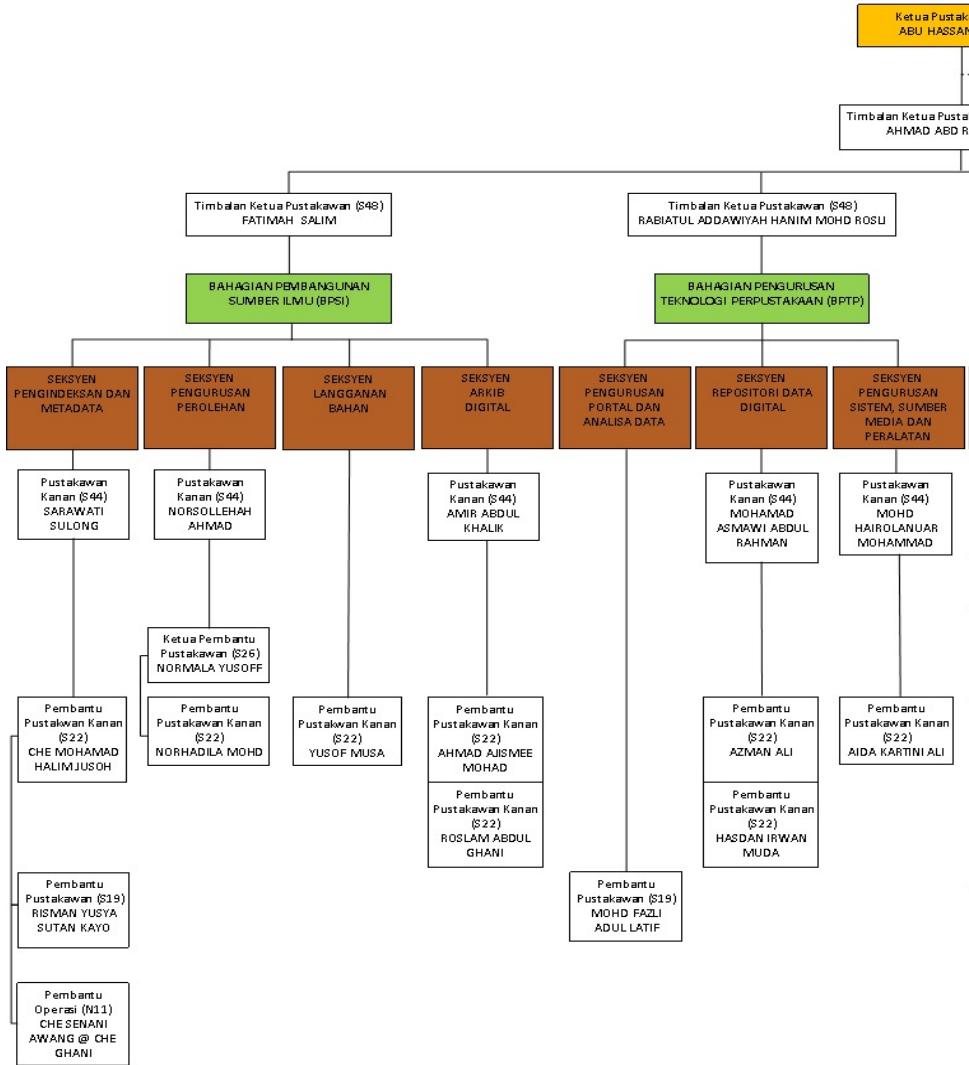 Ketua Pustaka
ABU HASSAN
Timbalan Ketua Pusta
AHMAD ABD R
Timbalan Ketua Pustakawan (S48)
FATIMAH SALIM
Timbalan Ketua Pustakawan (S48)
RABIATUL ADDAWIYAH HANIM MOHD ROSLI
BAHAGIAN PEMBANGUNAN
SUMBER ILMU (BPSI)
BAHAGIAN PENGURUSAN
TEKNOLOGI PERPUSTAKAAN (BPTP)
SEKSYEN
PENGINDEKSAN DAN
METADATA
SEKSYEN
PENGURUSAN
PEROLEHAN
SEKSYEN
LANGGANAN
BAHAN
SEKSYEN
ARKIB
DIGITAL
SEKSYEN
PENGURUSAN
PORTAL DAN
ANALISA DATA
SEKSYEN
REPOSITORI DATA
DIGITAL
SEKSYEN
PENGURUSAN
SISTEM, SUMBER
MEDIA DAN
PERALATAN
Pustakawan
Kanan (S44)
SARAWATI
SULONG
Pustakawan
Kanan (S44)
NORSOLLEHAH
AHMAD
Pustakawan
Kanan (S44)
AMIR ABDUL
KHALIK
Pustakawan
Kanan (S44)
MOHAMAD
ASMAWI ABDUL
RAHMAN
Pustakawan
Kanan (S44)
MOHD
HAIROLANUAR
MOHAMMAD
Ketua Pembantu
Pustakawan (S26)
NORMALA YUSOFF
Pembantu
Pustakwan Kanan
(S22)
CHE MOHAMAD
HALIM JUSOH
Pembantu
Pustakawan Kanan
(S22)
NORHADILA MOHD
Pembantu
Pustakwan Kanan
(S22)
YUSOF MUSA
Pembantu
Pustakawan Kanan
(S22)
AHMAD AJISMEE
MOHAD
Pembantu
Pustakawan Kanan
(S22)
ROSLAM ABDUL
GHANI
Pembantu
Pustakawan Kanan
(S22)
AZMAN ALI
Pembantu
Pustakawan Kanan
(S22)
HASDAN IRWAN
MUDA
Pembantu
Pustakawan Kanan
(S22)
AIDA KARTINI ALI
Pembantu
Pustakawan (S19)
RISMAN YUSYA
SUTAN KAYO
Pembantu
Pustakawan (S19)
MOHD FAZLI
ADUL LATIF
Pembantu
Operasi (N11)
CHE SENANI
AWANG @ CHE
GHANI